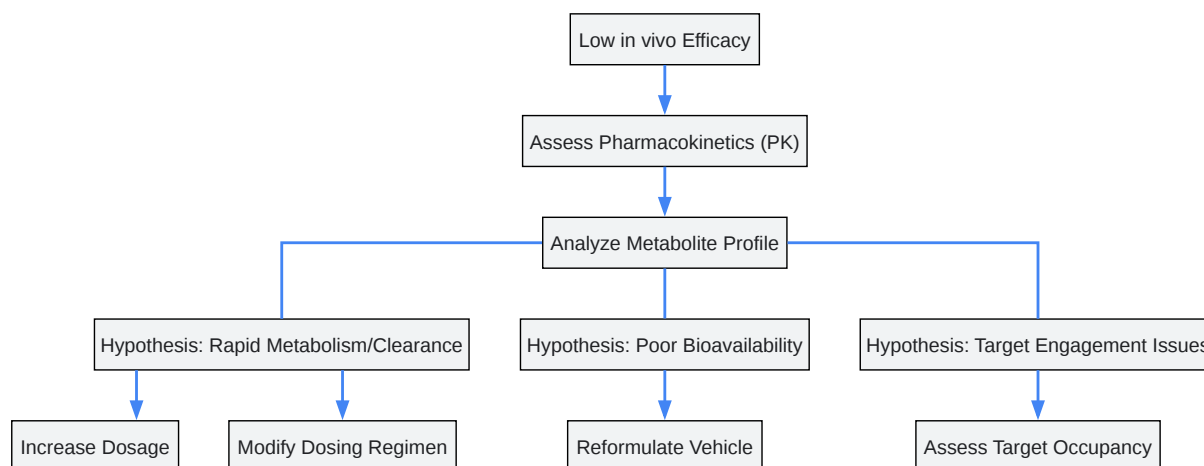 Low in vivo Efficacy
Assess Pharmacokinetics (PK)
Analyze Metabolite Profile
Hypothesis: Rapid Metabolism/Clearance
Hypothesis: Poor Bioavailability
Hypothesis: Target Engagement Issues
Increase Dosage
Modify Dosing Regimen
Reformulate Vehicle
Assess Target Occupancy